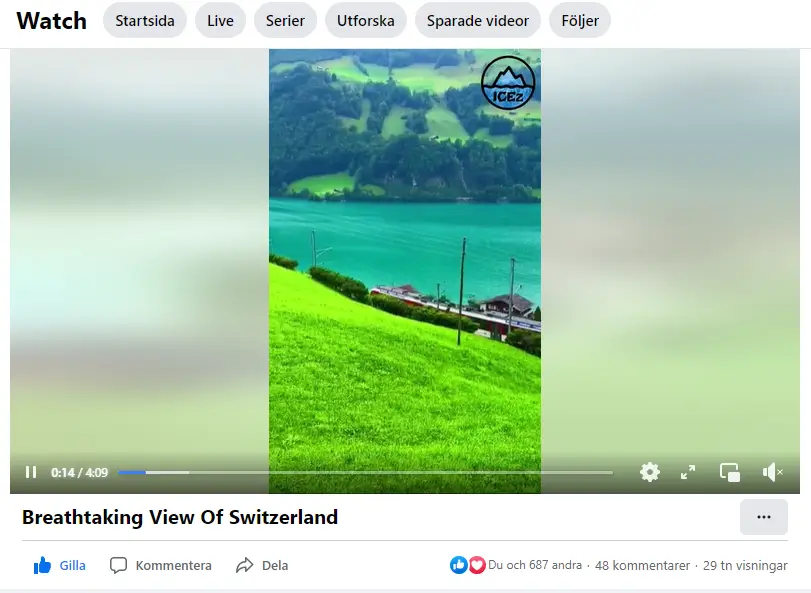 Watch Startsida Live Serier Utforska Sparade videor Följer
ICEz
0:14 / 4:09
Breathtaking View Of Switzerland
Gilla Kommentera Dela Du och 687 andra · 48 kommentarer · 29 tn visningar